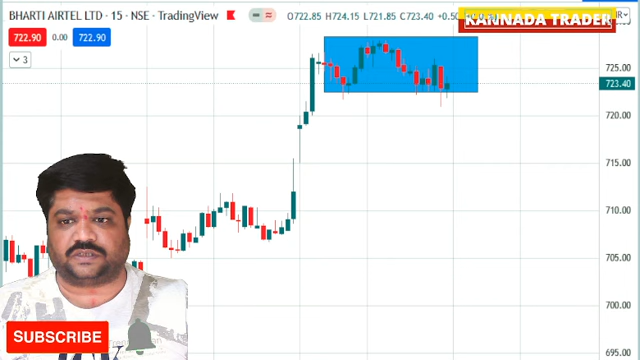 BHARTI AIRTEL LTD · 15 · NSE · TradingView
O722.85 H724.15 L721.85 C723.40 +0.50
KANNADA TRADER
722.90 0.00 722.90
3
725.00
723.40
720.00
715.00
710.00
705.00
700.00
695.00
SUBSCRIBE